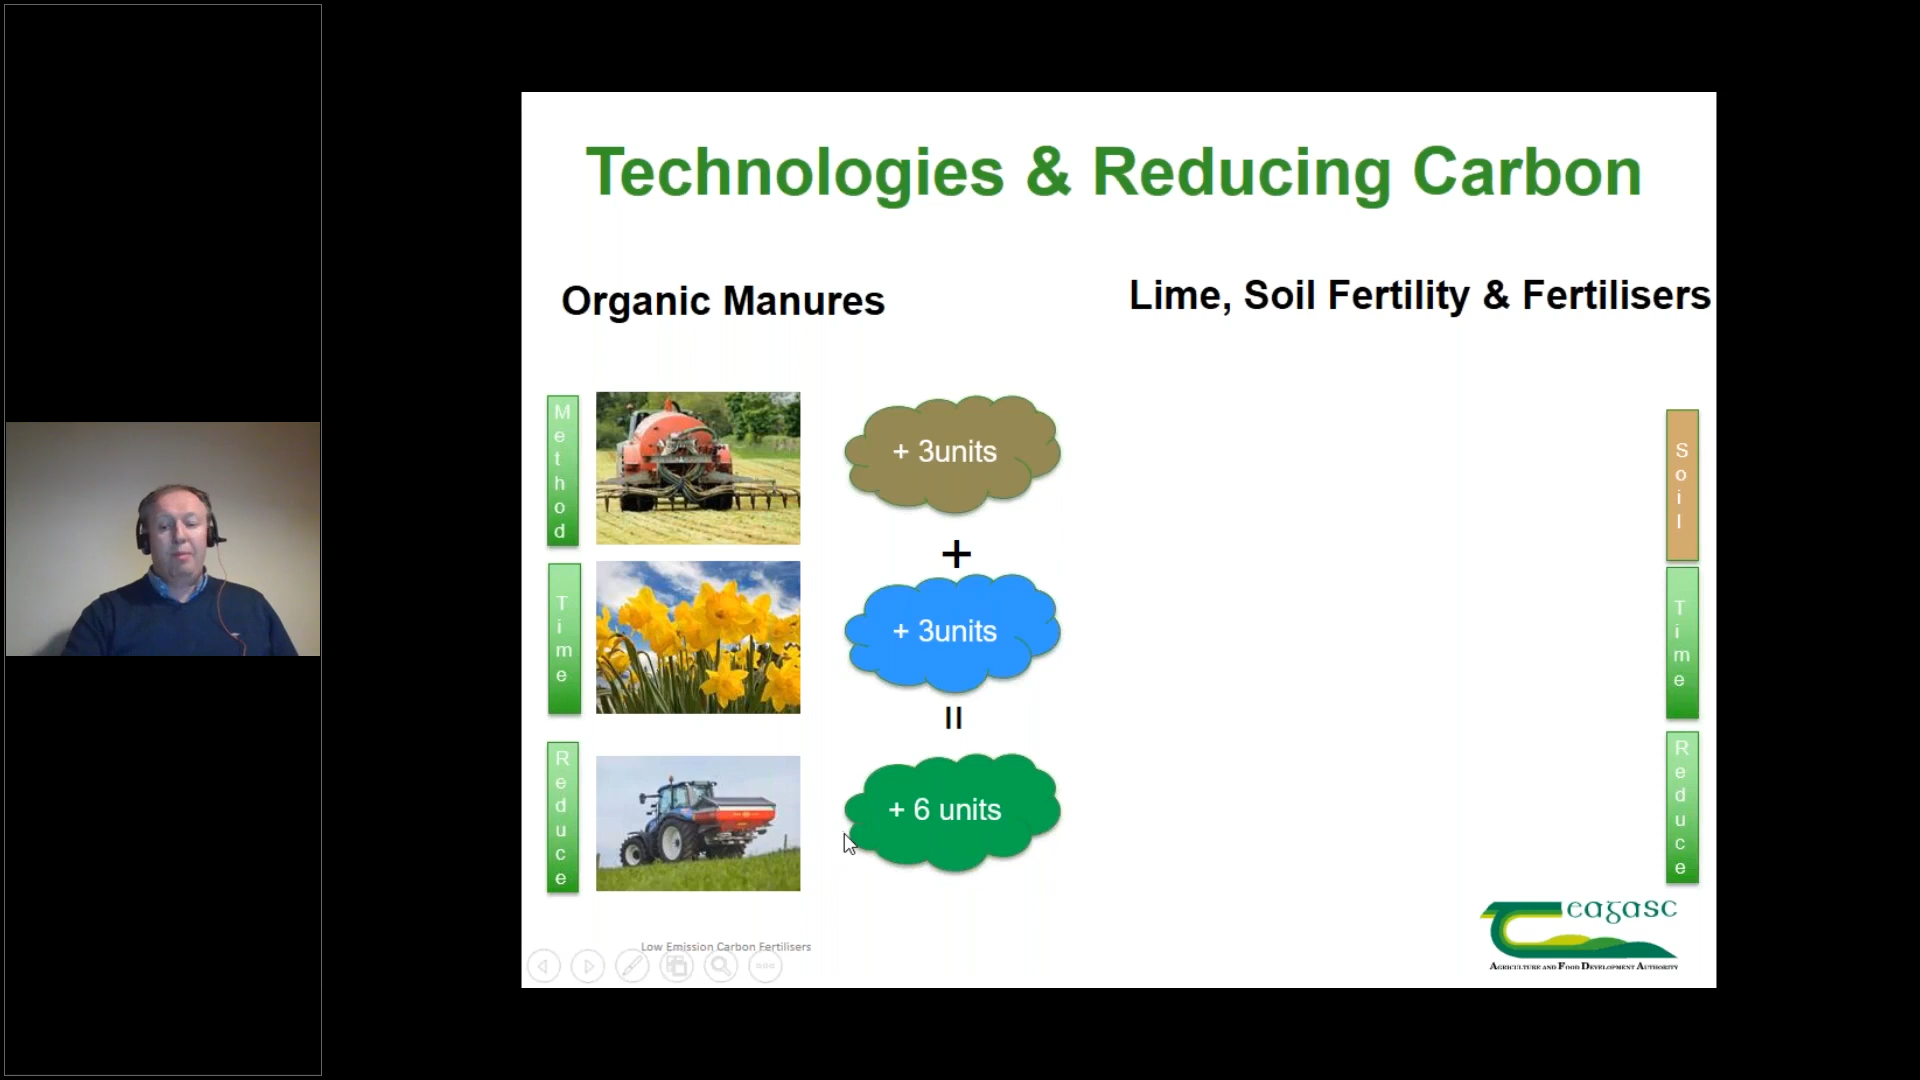 Technologies & Reducing Carbon
Organic Manures
Lime, Soil Fertility & Fertilisers
Method
+ 3units
Soil
+
Time
+ 3units
Time
=
Reduce
+ 6 units
Reduce
eagasc
AGRICULTURE AND FOOD DEVELOPMENT AUTHORITY
Low Emission Carbon Fertilisers